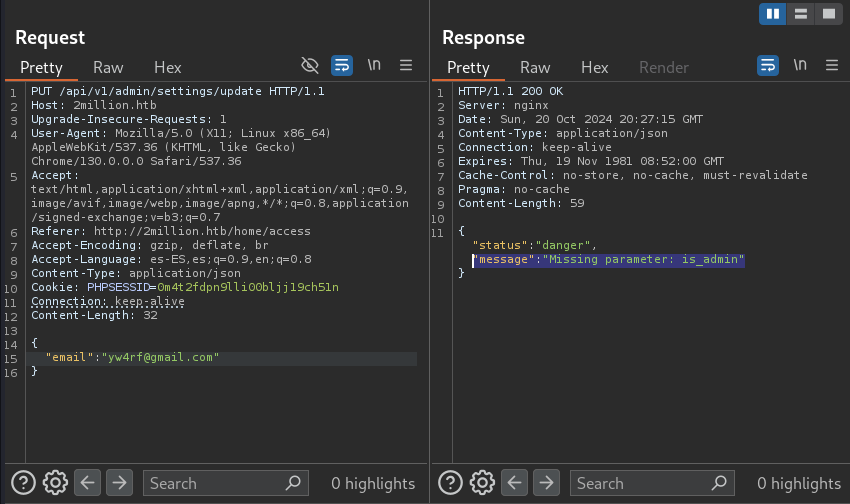 Request
Pretty Raw Hex \n
1 PUT /api/v1/admin/settings/update HTTP/1.1
2 Host: 2million.htb
3 Upgrade-Insecure-Requests: 1
4 User-Agent: Mozilla/5.0 (X11; Linux x86_64)
AppleWebKit/537.36 (KHTML, like Gecko)
Chrome/130.0.0.0 Safari/537.36
5 Accept:
text/html,application/xhtml+xml,application/xml;q=0.9,
image/avif,image/webp,image/apng,*/*;q=0.8,application
/signed-exchange;v=b3;q=0.7
6 Referer: http://2million.htb/home/access
7 Accept-Encoding: gzip, deflate, br
8 Accept-Language: es-ES,es;q=0.9,en;q=0.8
9 Content-Type: application/json
10 Cookie: PHPSESSID=0m4t2fdpn9lli00bljj19ch51n
11 Connection: keep-alive
12 Content-Length: 32
13
14 {
15 "email":"yw4rf@gmail.com"
16 }
Search 0 highlights
Response
Pretty Raw Hex Render \n
1 HTTP/1.1 200 OK
2 Server: nginx
3 Date: Sun, 20 Oct 2024 20:27:15 GMT
4 Content-Type: application/json
5 Connection: keep-alive
6 Expires: Thu, 19 Nov 1981 08:52:00 GMT
7 Cache-Control: no-store, no-cache, must-revalidate
8 Pragma: no-cache
9 Content-Length: 59
10
11 {
"status":"danger",
"message":"Missing parameter: is_admin"
}
Search 0 highlights